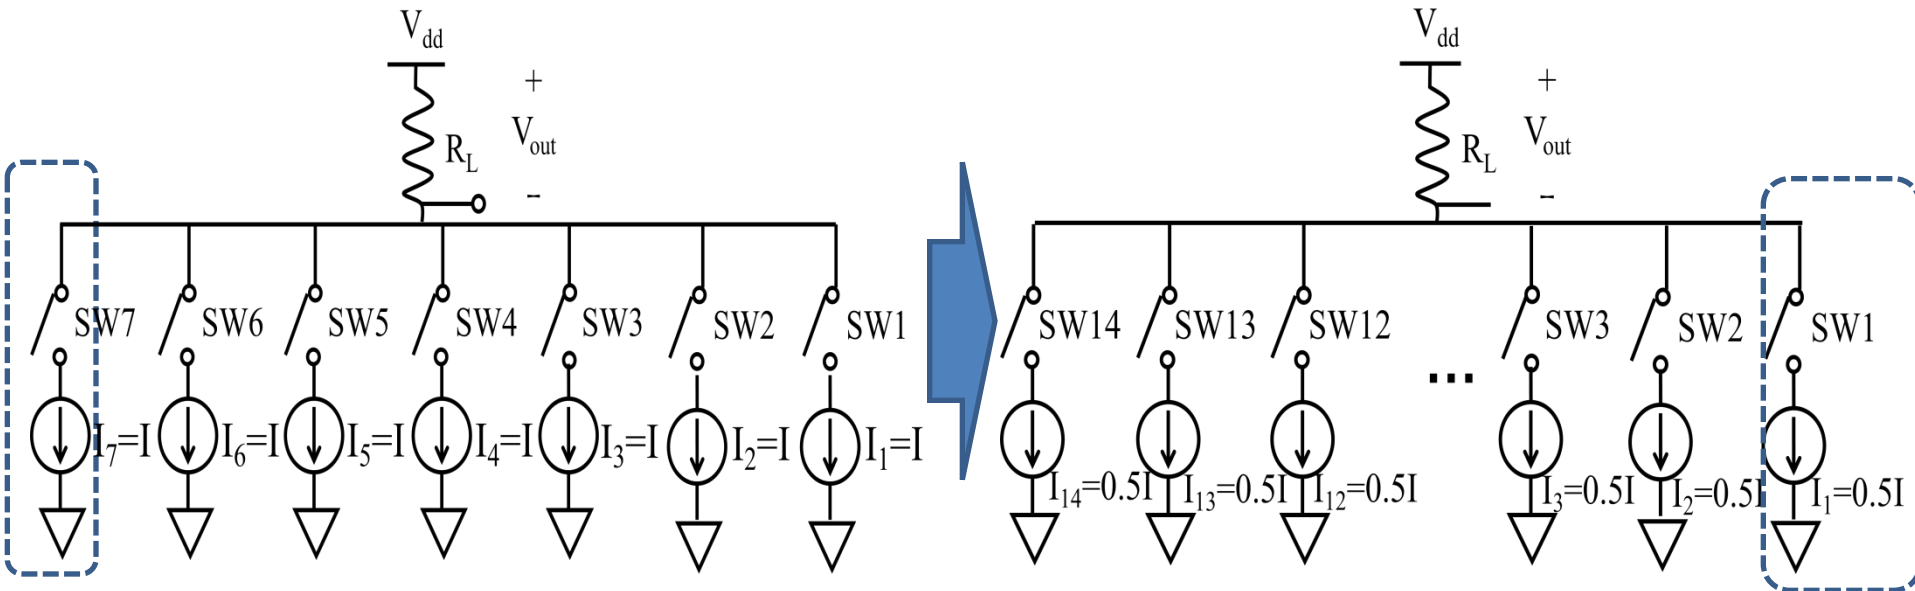 Vdd
+
Vout
RL
-
SW7 SW6 SW5 SW4 SW3 SW2 SW1
I7=I I6=I I5=I I4=I I3=I I2=I I1=I
Vdd
+
Vout
RL
-
SW14 SW13 SW12 SW3 SW2 SW1
...
I14=0.5I I13=0.5I I12=0.5I I3=0.5I I2=0.5I I1=0.5I